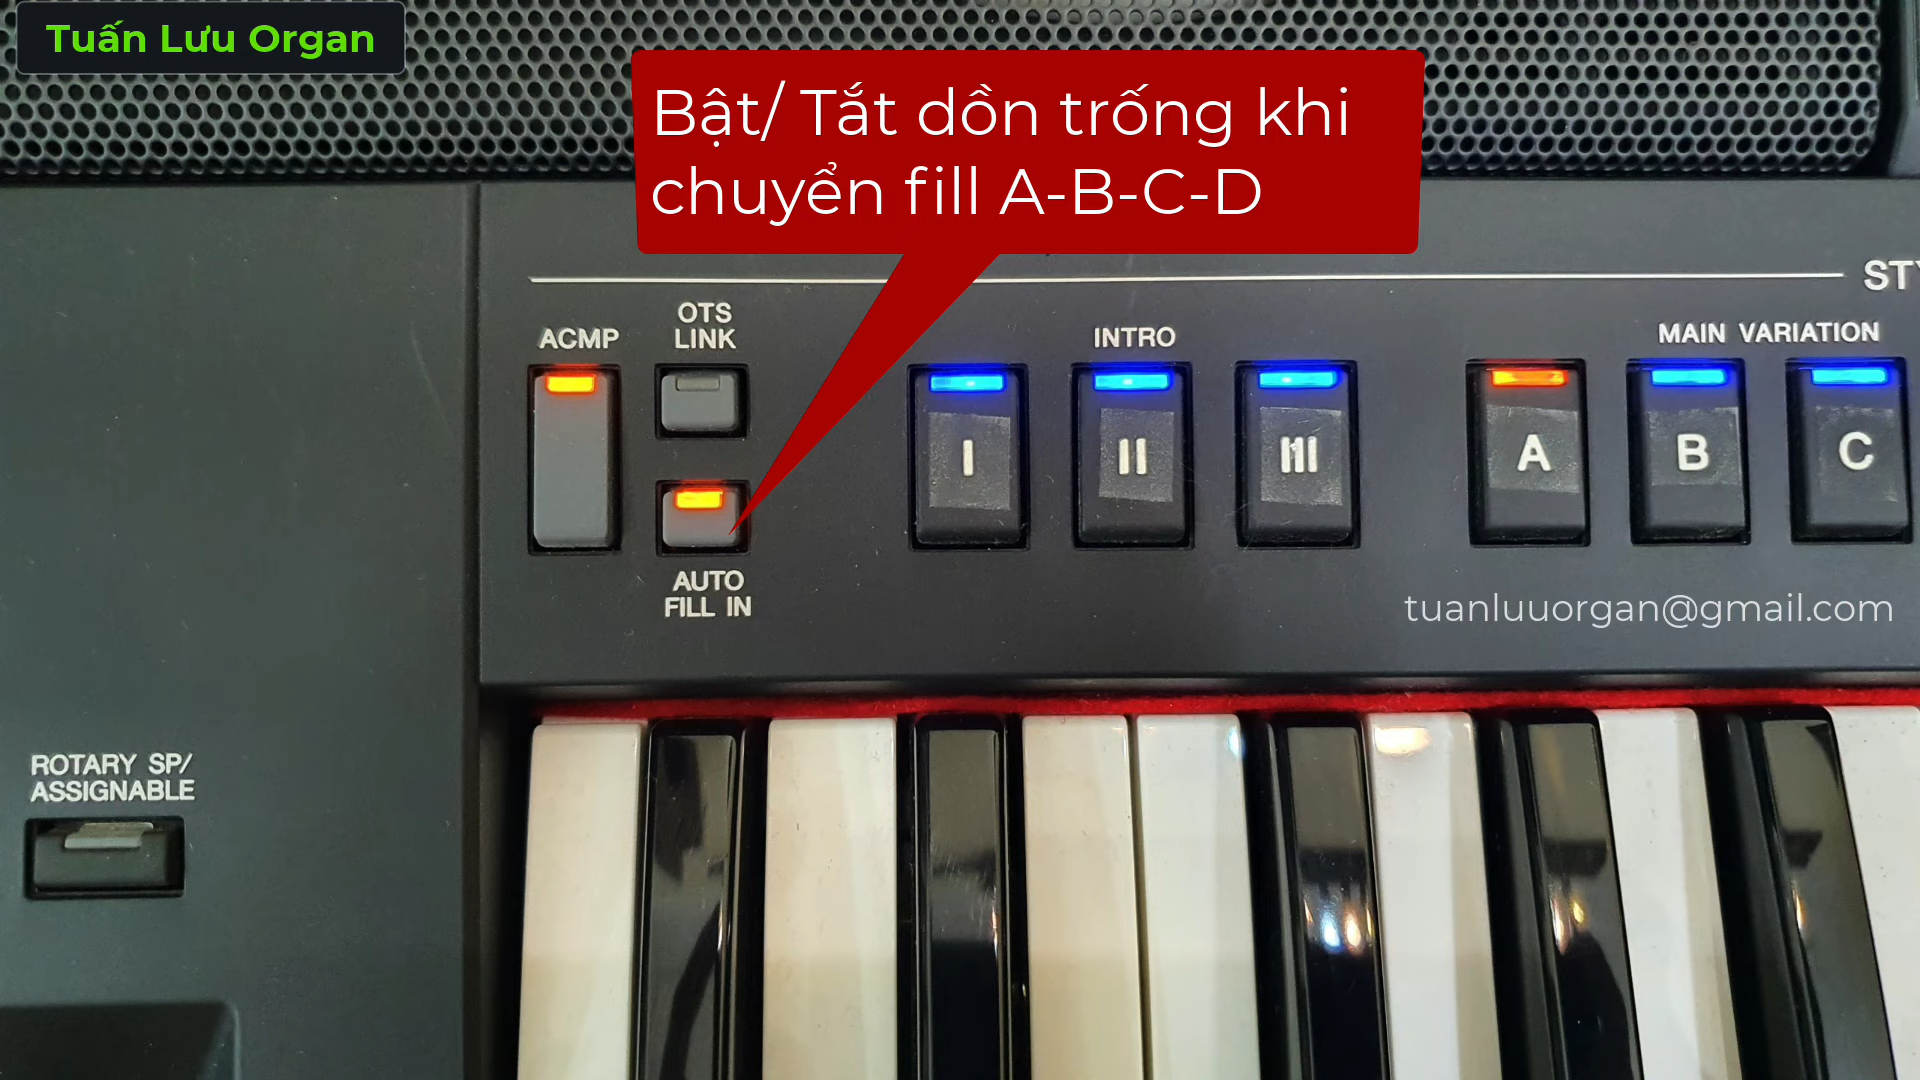 Tuấn Lưu Organ
Bật/ Tắt dồn trống khi
chuyển fill A-B-C-D
OTS
LINK
ACMP
INTRO
MAIN VARIATION
I
II
III
A
B
C
AUTO
FILL IN
tuanluuorgan@gmail.com
ROTARY SP/
ASSIGNABLE